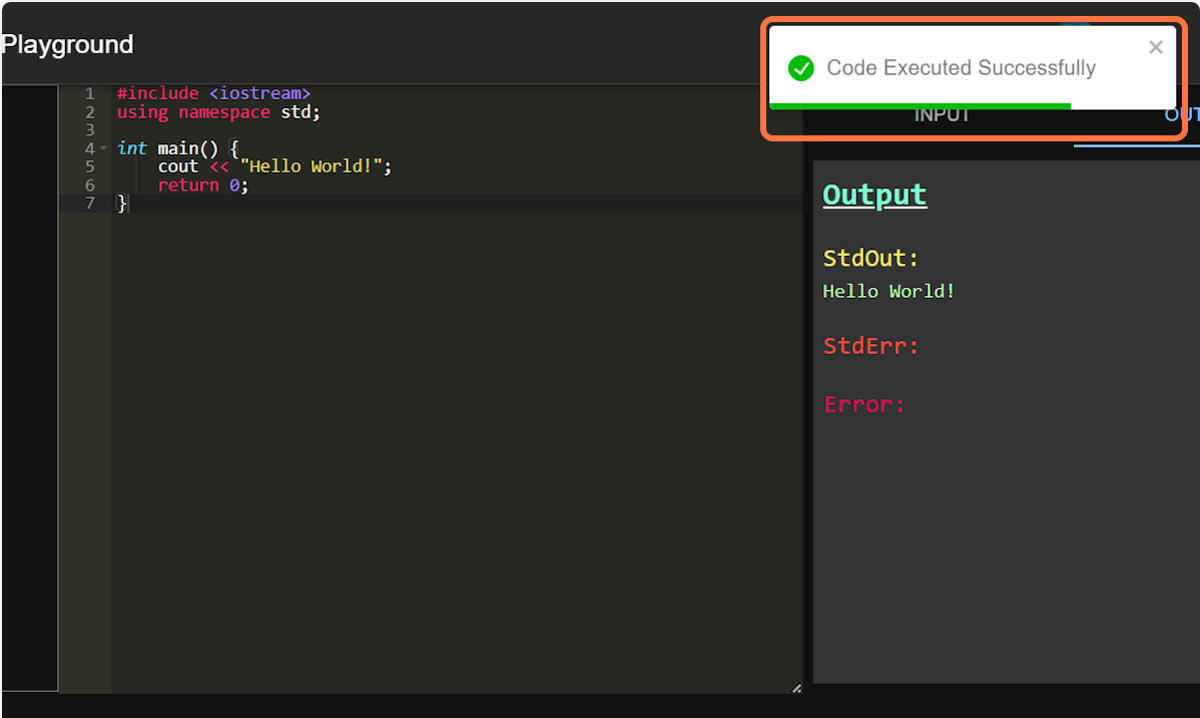 Playground
Code Executed Successfully
×
INPUT
1 #include <iostream>
2 using namespace std;
3
4 int main() {
5     cout << "Hello World!";
6     return 0;
7 }
Output
StdOut:
Hello World!
StdErr:
Error: